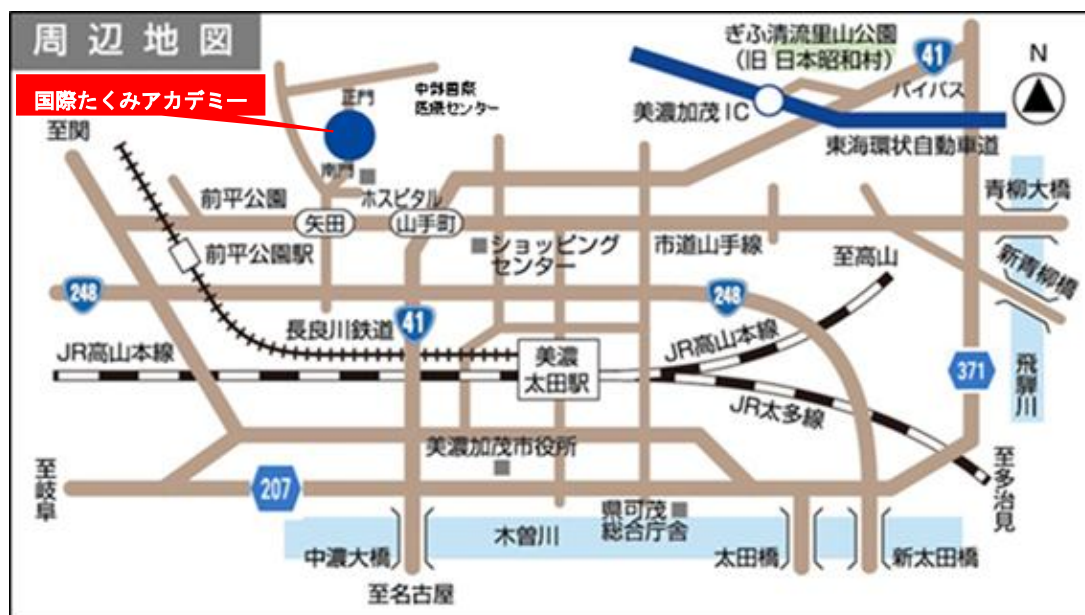 周辺地図
国際たくみアカデミー
至関
正門
南門
中部国際
医療センター
ホスピタル
前平公園
矢田
山手町
前平公園駅
ショッピング
センター
市道山手線
ぎふ清流里山公園
(旧 日本昭和村)
41
バイパス
美濃加茂IC
東海環状自動車道
N
青柳大橋
新青柳橋
至高山
248
248
41
長良川鉄道
JR高山本線
美濃
太田駅
JR高山本線
JR太多線
371
飛騨川
美濃加茂市役所
至岐阜
207
県可茂
総合庁舎
至多治見
中濃大橋
木曽川
太田橋
新太田橋
至名古屋